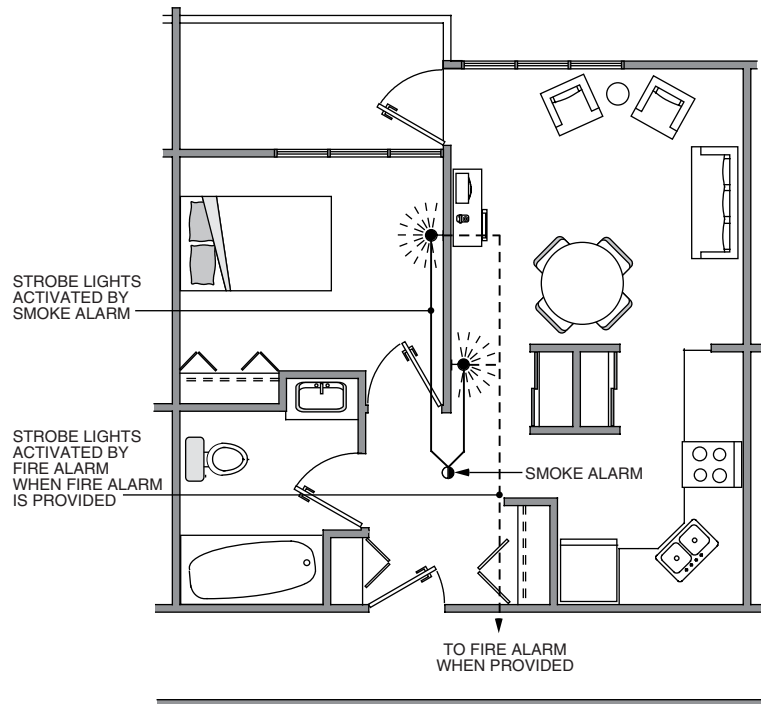 STROBE LIGHTS
ACTIVATED BY
SMOKE ALARM
STROBE LIGHTS
ACTIVATED BY
FIRE ALARM
WHEN FIRE ALARM
IS PROVIDED
SMOKE ALARM
TO FIRE ALARM
WHEN PROVIDED